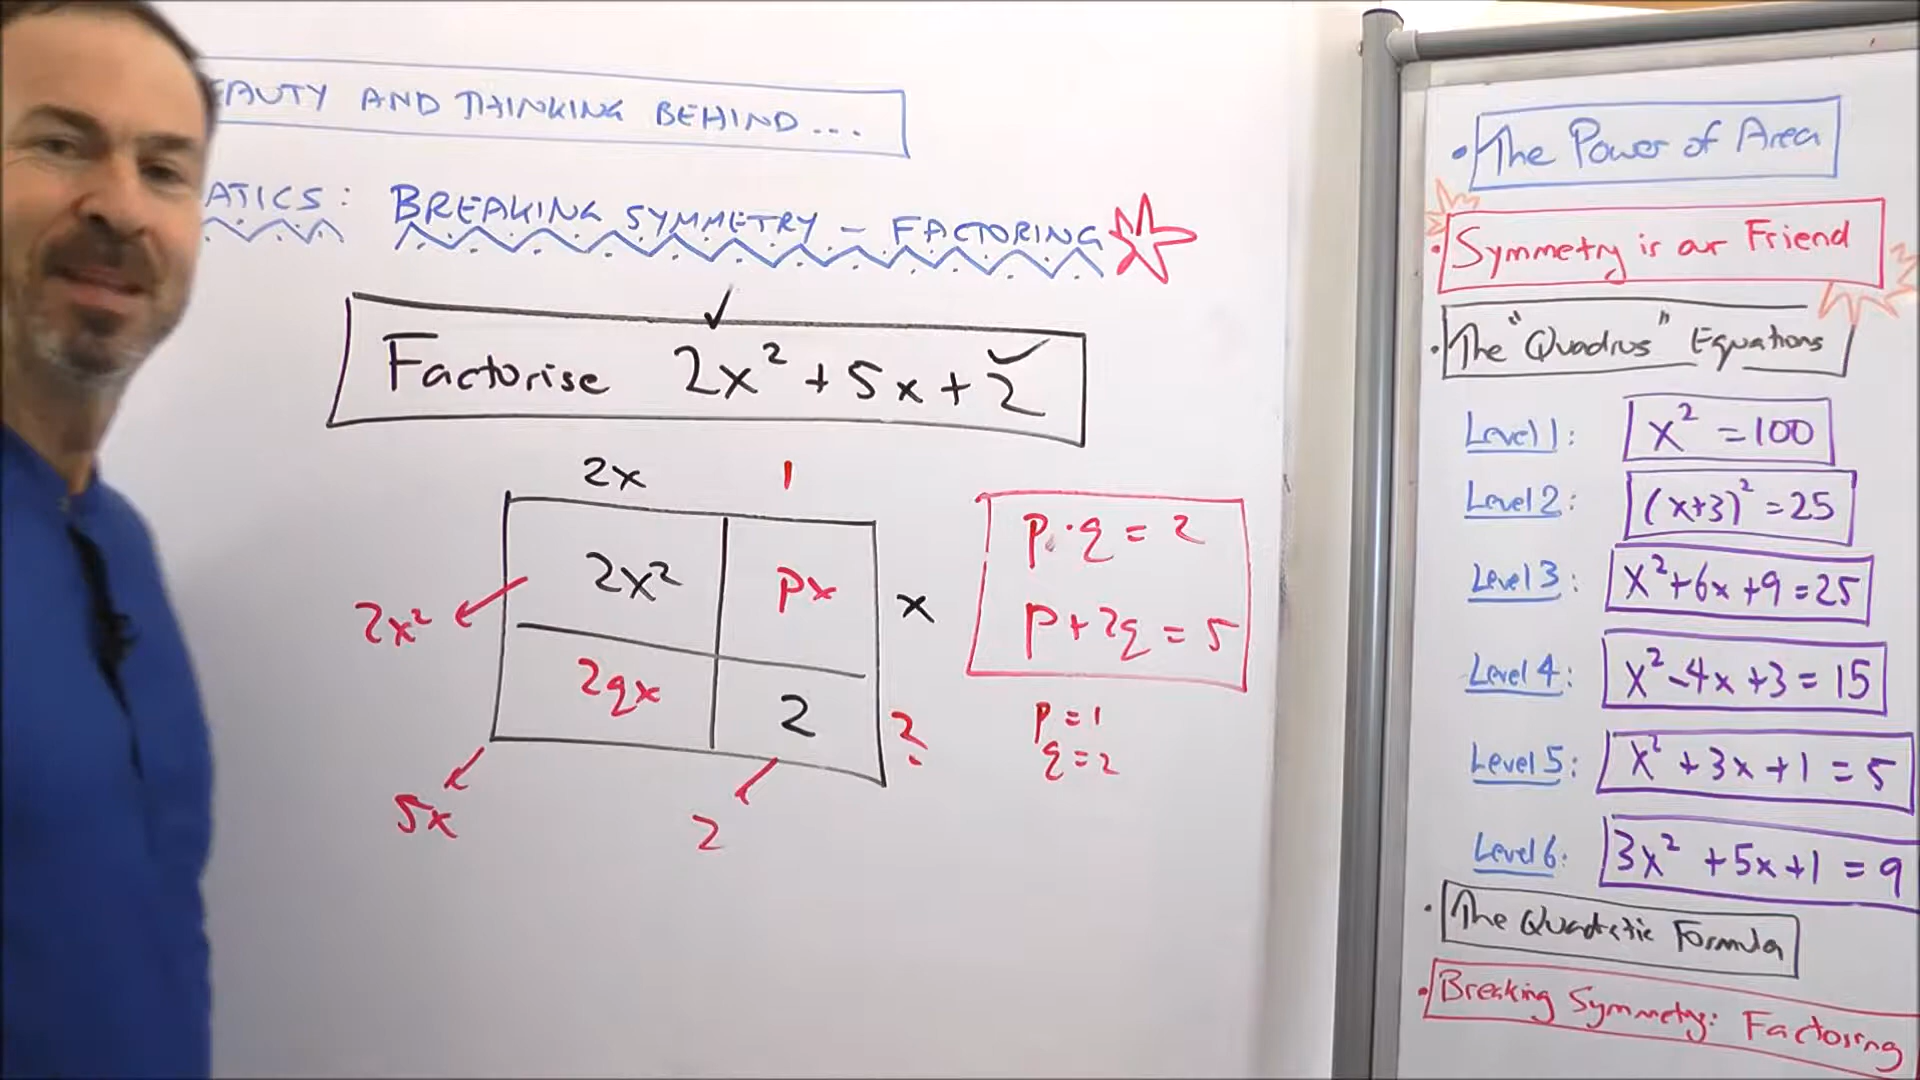 EAUTY AND THINKING BEHIND...
ATICS: BREAKING SYMMETRY - FACTORING
Factorise 2x² + 5x + 2
2x 1
2x² px x
2x²
2qx 2 2
5x 2
p·q = 2
p + 2q = 5
p = 1
q = 2
• The Power of Area
• Symmetry is our Friend
• The "Quadrus" Equations
Level 1: x² = 100
Level 2: (x+3)² = 25
Level 3: x² + 6x + 9 = 25
Level 4: x² - 4x + 3 = 15
Level 5: x² + 3x + 1 = 5
Level 6: 3x² + 5x + 1 = 9
• The Quadratic Formula
• Breaking Symmetry: Factoring